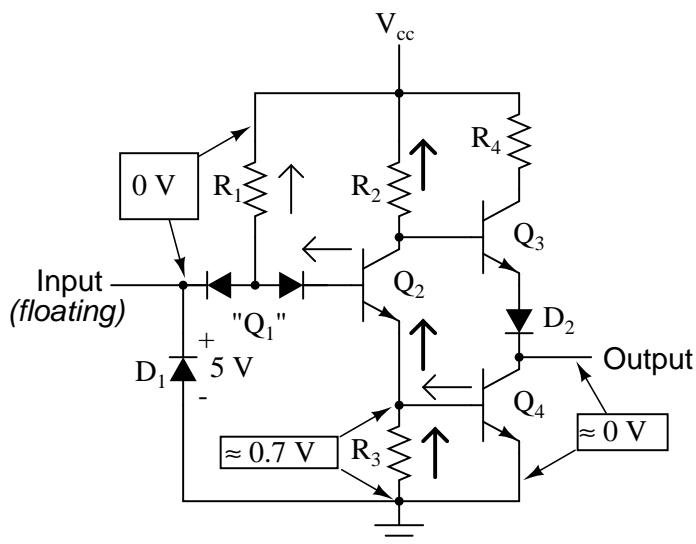 Vcc
R4
0 V
R1
R2
Q3
Input
(floating)
"Q1"
Q2
D2
+
D1
5 V
-
Output
Q4
≈ 0.7 V
R3
≈ 0 V